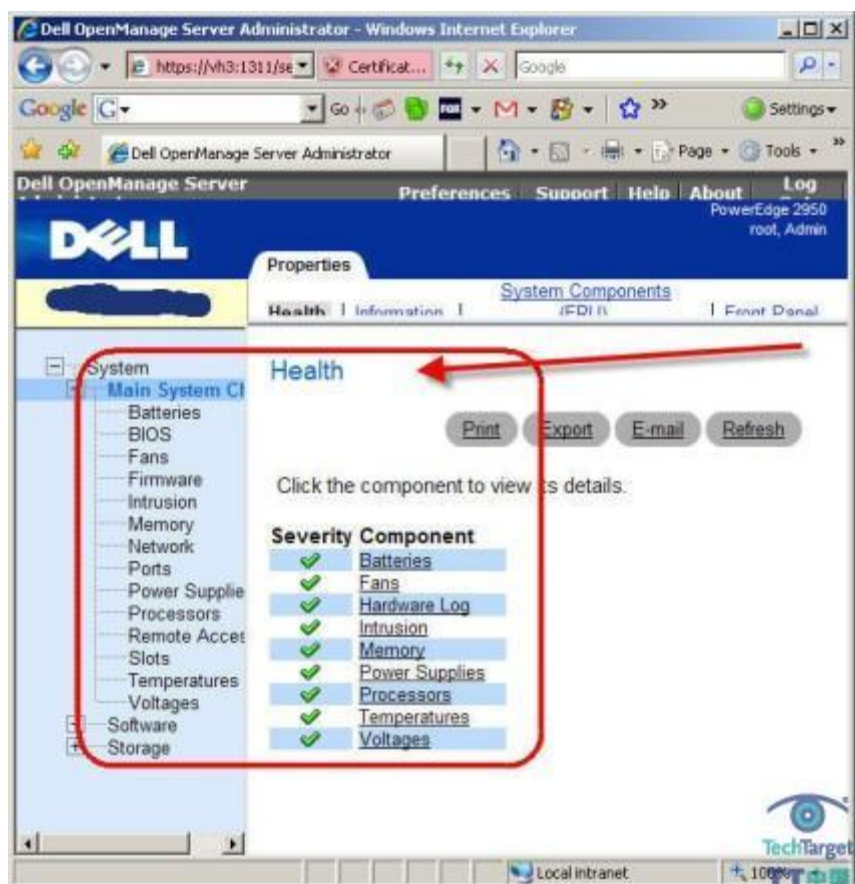 Dell OpenManage Server Administrator - Windows Internet Explorer
https://vh3:1311/se
Certificat...
Google
Google
G
Go
FOX
Settings
Dell OpenManage Server Administrator
Page
Tools
Dell OpenManage Server
Preferences
Support
Help
About
Log
PowerEdge 2950
root, Admin
DELL
Properties
System Components
Health
Information
(FRU)
Front Panel
System
Main System C
Batteries
BIOS
Fans
Firmware
Intrusion
Memory
Network
Ports
Power Supplie
Processors
Remote Acces
Slots
Temperatures
Voltages
Software
Storage
Health
Print
Export
E-mail
Refresh
Click the component to view its details.
Severity Component
Batteries
Fans
Hardware Log
Intrusion
Memory
Power Supplies
Processors
Temperatures
Voltages
TechTarget
Local intranet